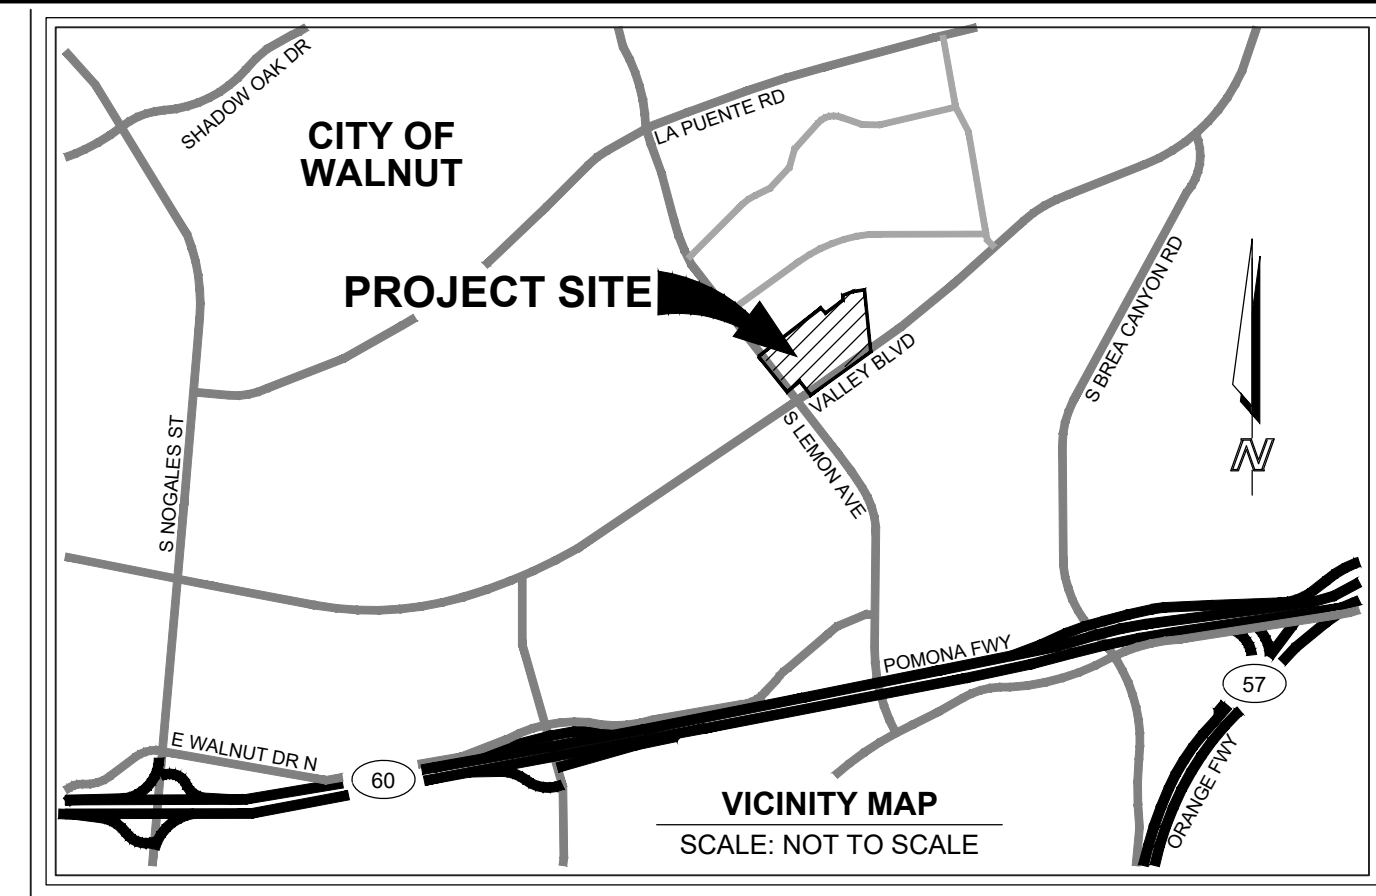 SHADOW OAK DR
CITY OF
WALNUT
LA PUENTE RD
PROJECT SITE
S BREA CANYON RD
VALLEY BLVD
S LEMON AVE
S NOGALES ST
N
POMONA FWY
57
E WALNUT DR N
60
ORANGE FWY
VICINITY MAP
SCALE: NOT TO SCALE